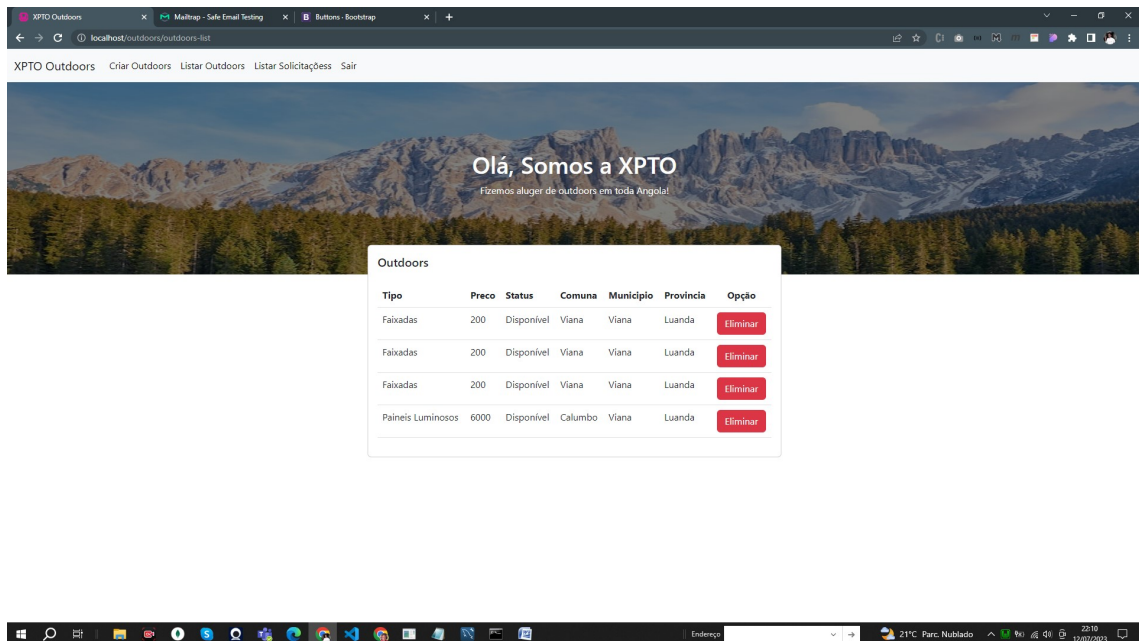 XPTO Outdoors
Mailtrap - Safe Email Testing
B Buttons · Bootstrap
localhost/outdoors/outdoors-list
XPTO Outdoors Criar Outdoors Listar Outdoors Listar Solicitaçõess Sair
Olá, Somos a XPTO
Fizemos aluger de outdoors em toda Angola!
Outdoors
Tipo Preco Status Comuna Municipio Provincia Opção
Faixadas 200 Disponível Viana Viana Luanda Eliminar
Faixadas 200 Disponível Viana Viana Luanda Eliminar
Faixadas 200 Disponível Viana Viana Luanda Eliminar
Paineis Luminosos 6000 Disponível Calumbo Viana Luanda Eliminar
Endereço
21°C Parc. Nublado
22:10
12/07/2023